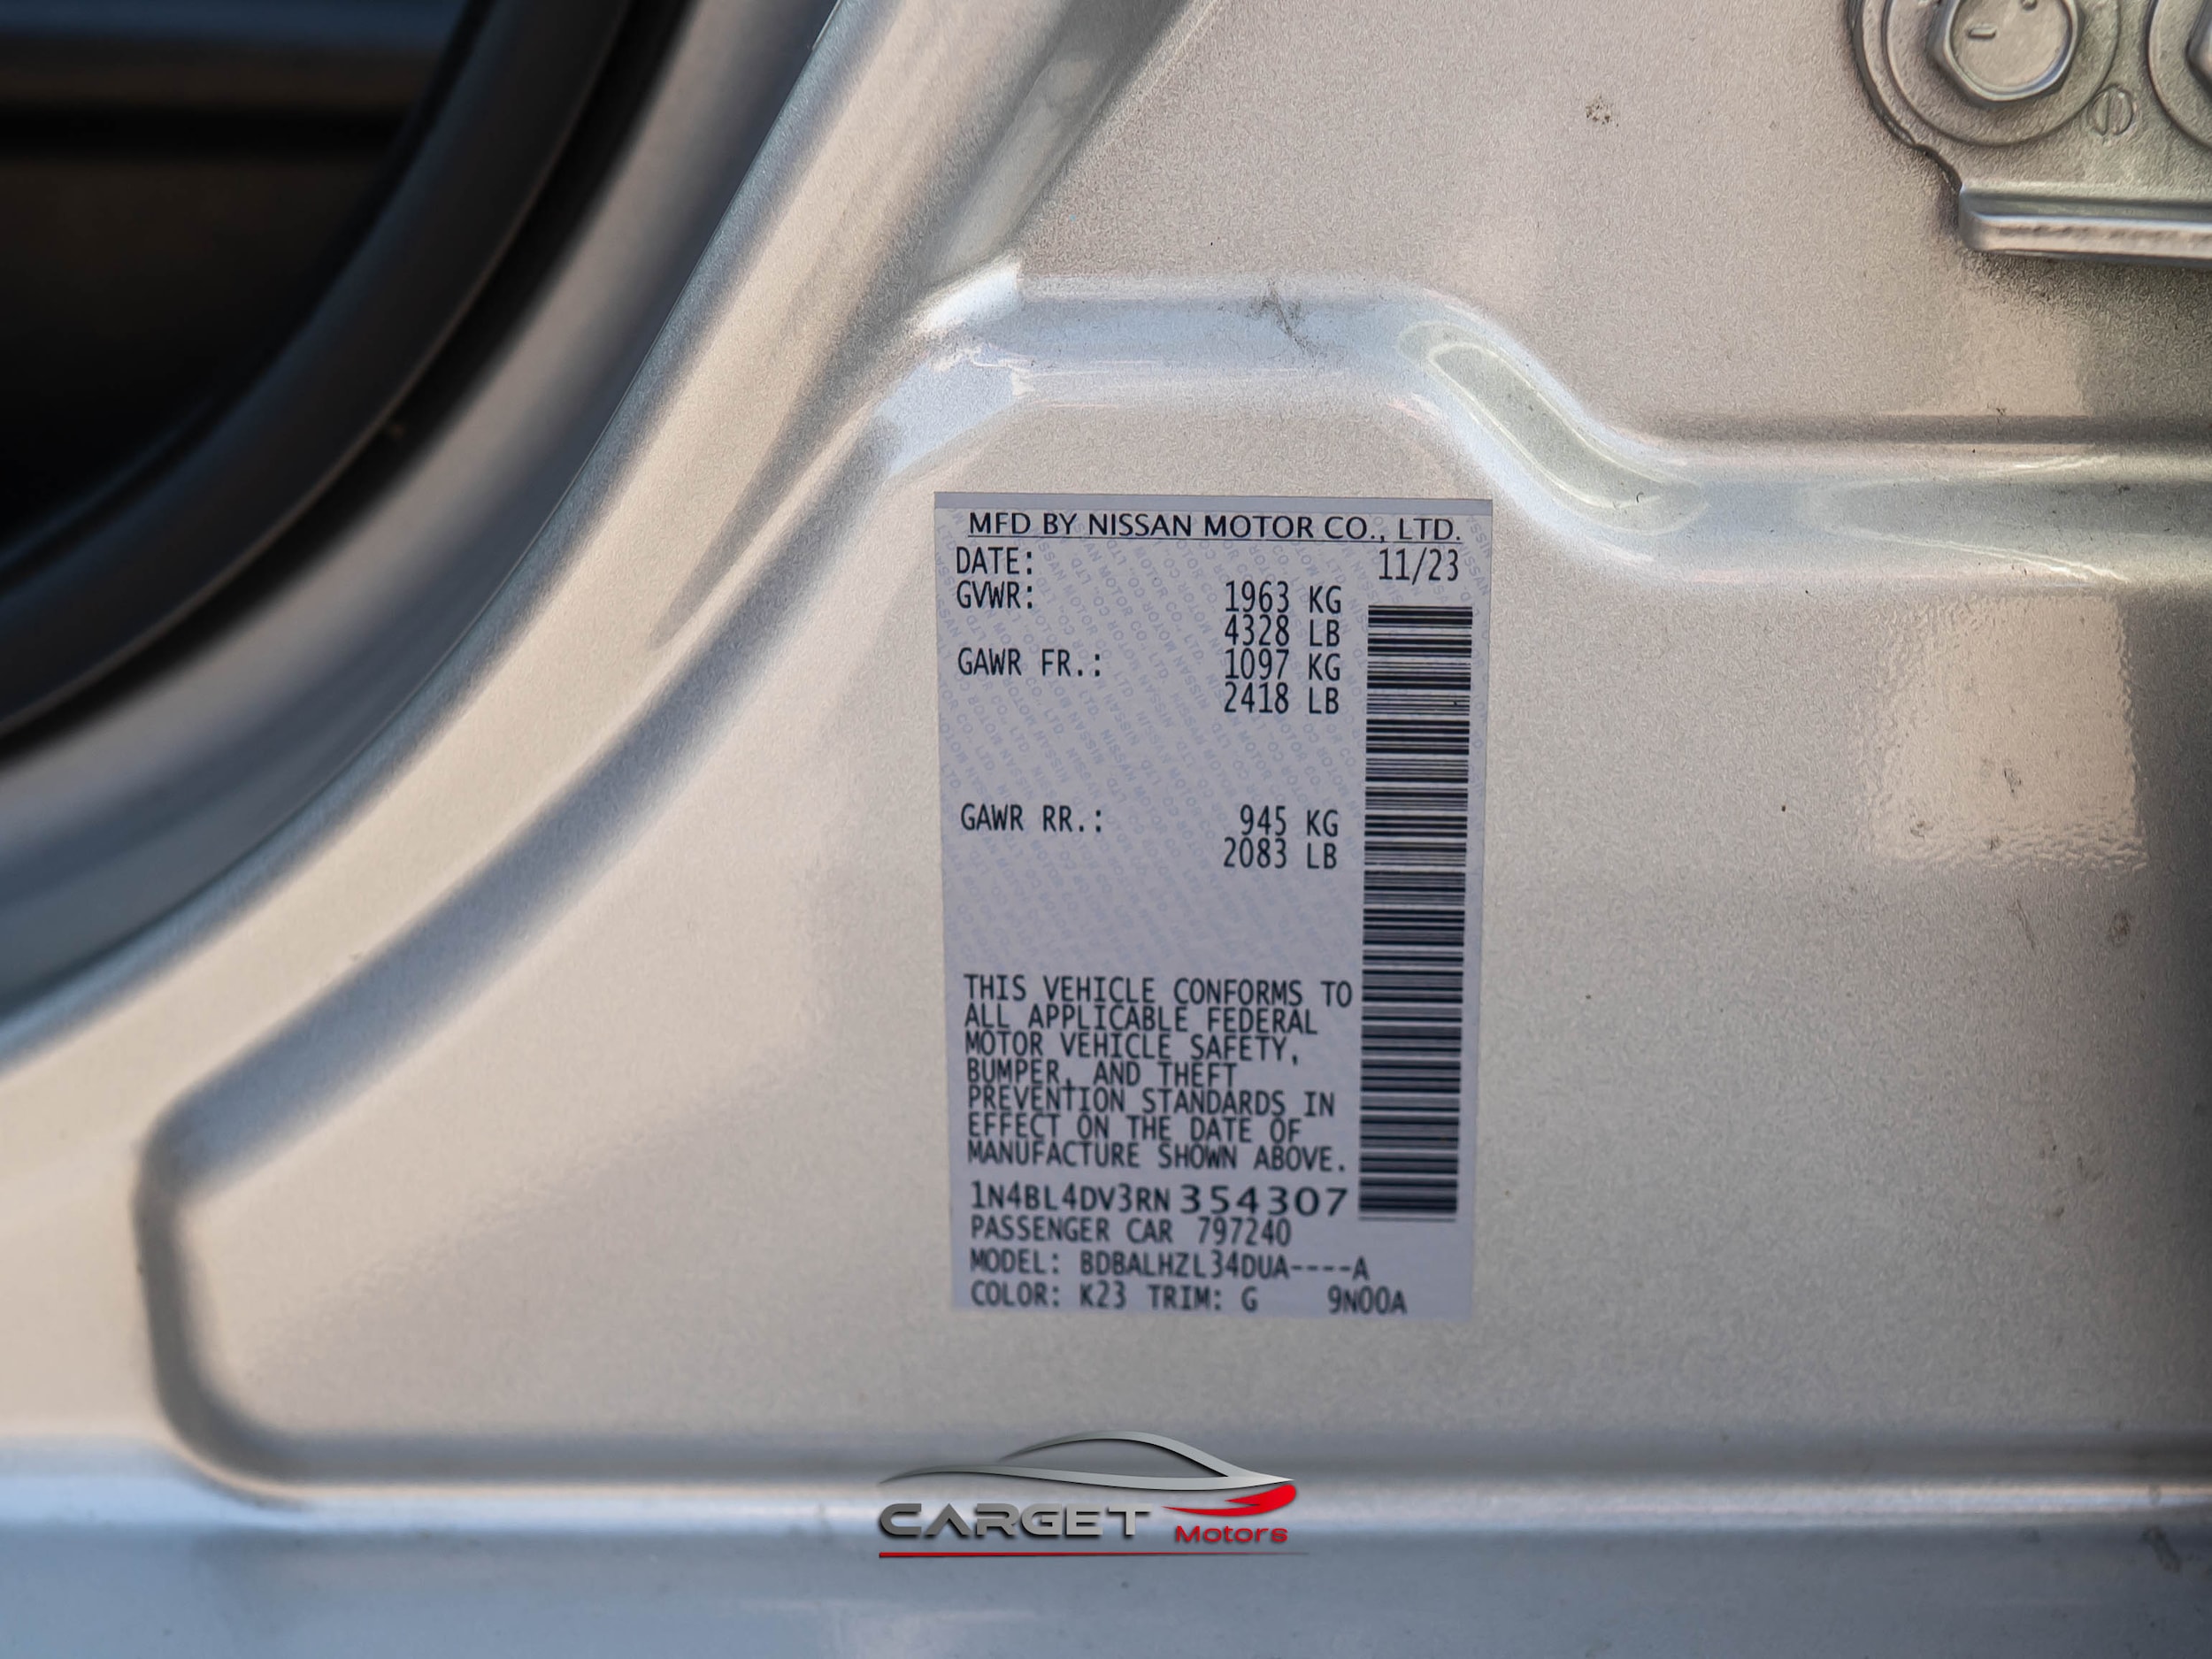 MFD BY NISSAN MOTOR CO., LTD.
DATE: 11/23
GVWR: 1963 KG
4328 LB
GAWR FR.: 1097 KG
2418 LB
GAWR RR.: 945 KG
2083 LB
THIS VEHICLE CONFORMS TO
ALL APPLICABLE FEDERAL
MOTOR VEHICLE SAFETY,
BUMPER, AND THEFT
PREVENTION STANDARDS IN
EFFECT ON THE DATE OF
MANUFACTURE SHOWN ABOVE.
1N4BL4DV3RN354307
PASSENGER CAR 797240
MODEL: BDBALHZL34DUA----A
COLOR: K23 TRIM: G 9N00A
CARGET
Motors